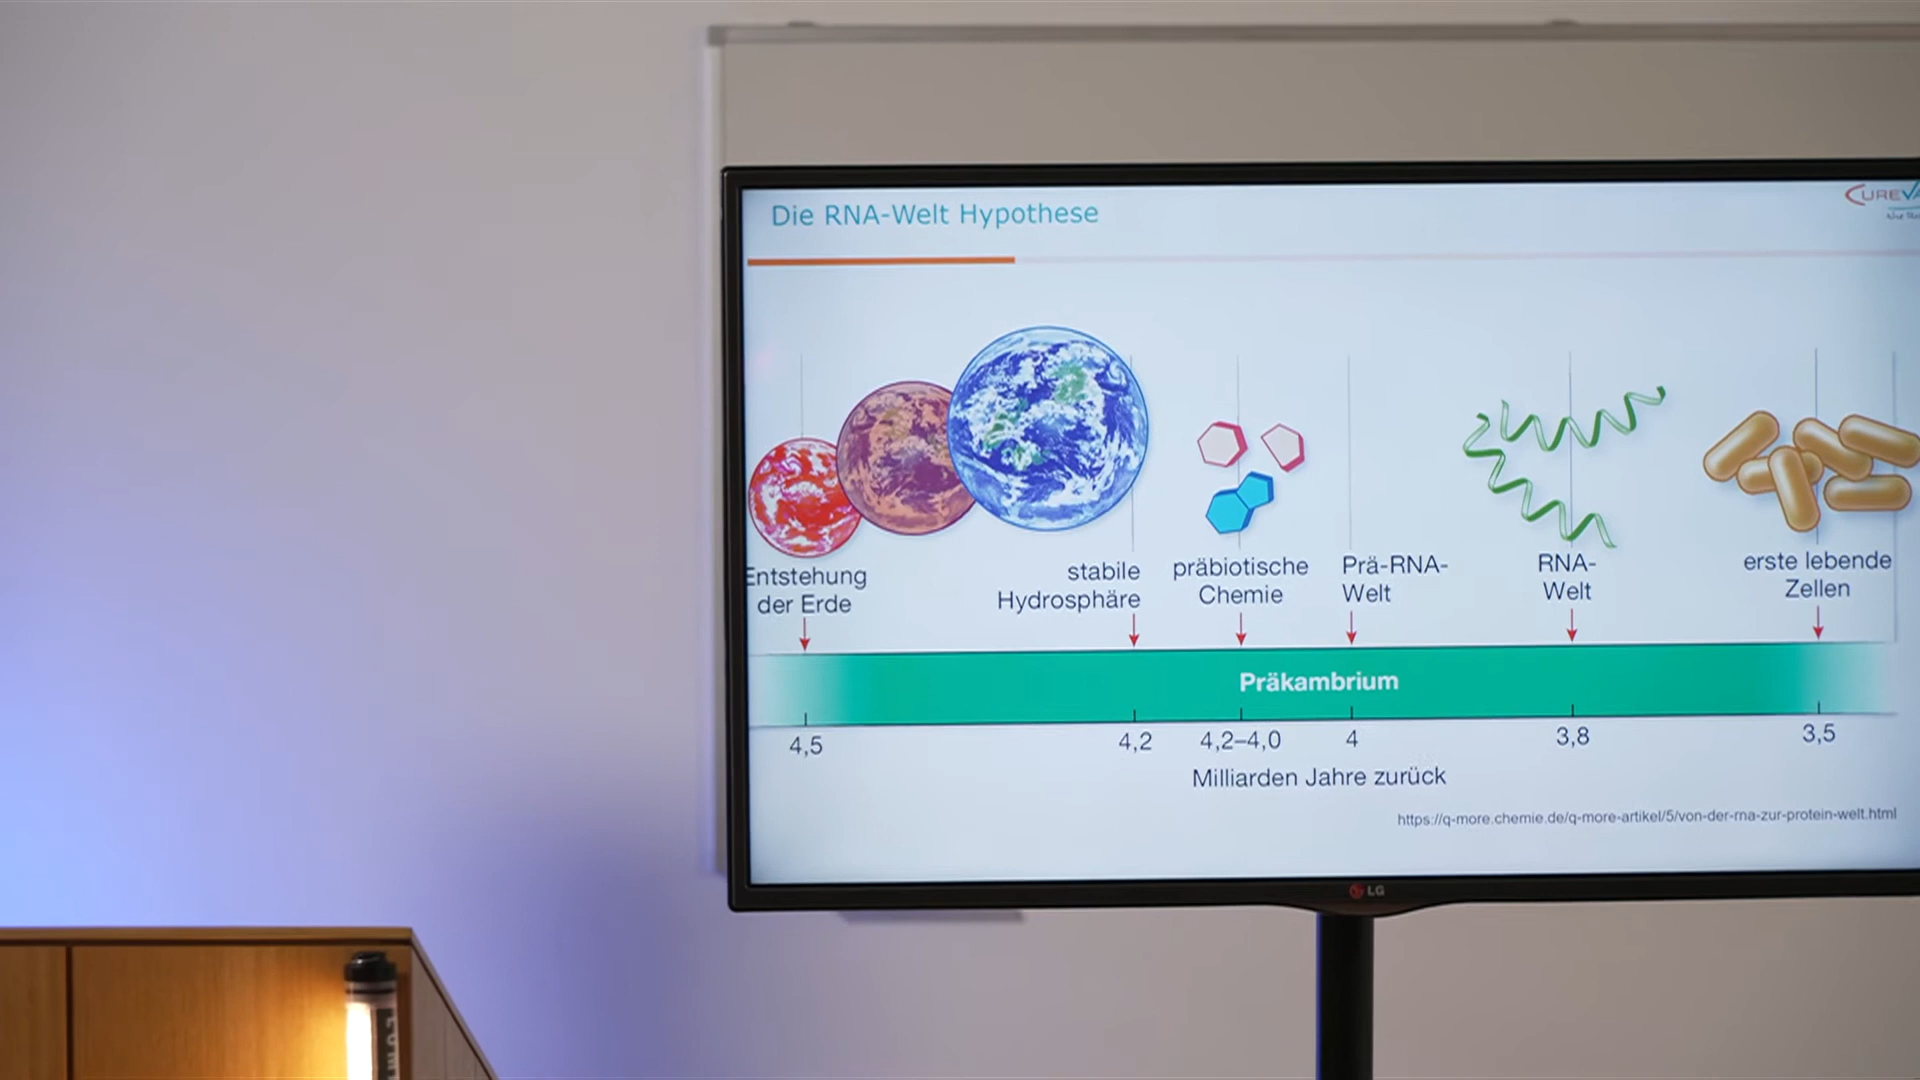 Die RNA-Welt Hypothese
CUREVA
Entstehung
der Erde
stabile
Hydrosphäre
präbiotische
Chemie
Prä-RNA-
Welt
RNA-
Welt
erste lebende
Zellen
Präkambrium
4,5
4,2
4,2–4,0
4
3,8
3,5
Milliarden Jahre zurück
https://q-more.chemie.de/q-more-artikel/5/von-der-rna-zur-protein-welt.html
LG